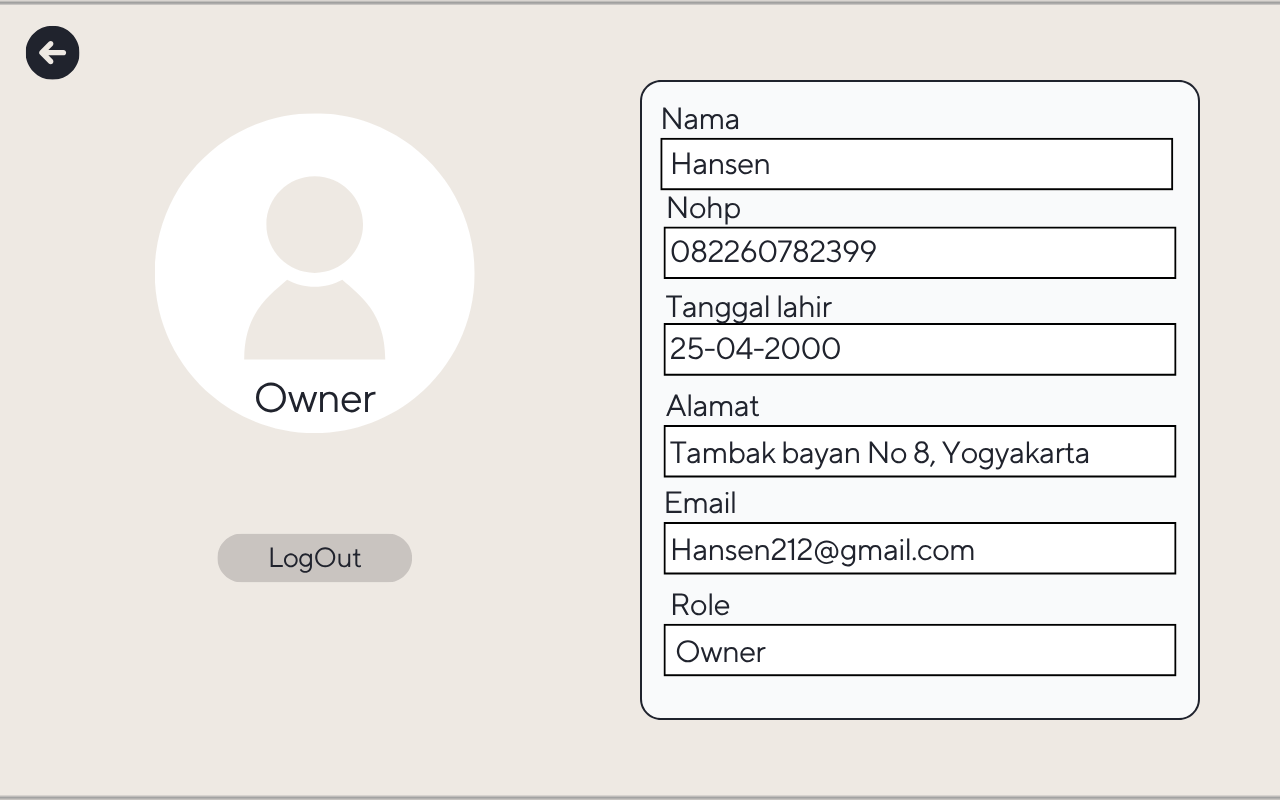 Owner
LogOut
Nama
Hansen
Nohp
082260782399
Tanggal lahir
25-04-2000
Alamat
Tambak bayan No 8, Yogyakarta
Email
Hansen212@gmail.com
Role
Owner